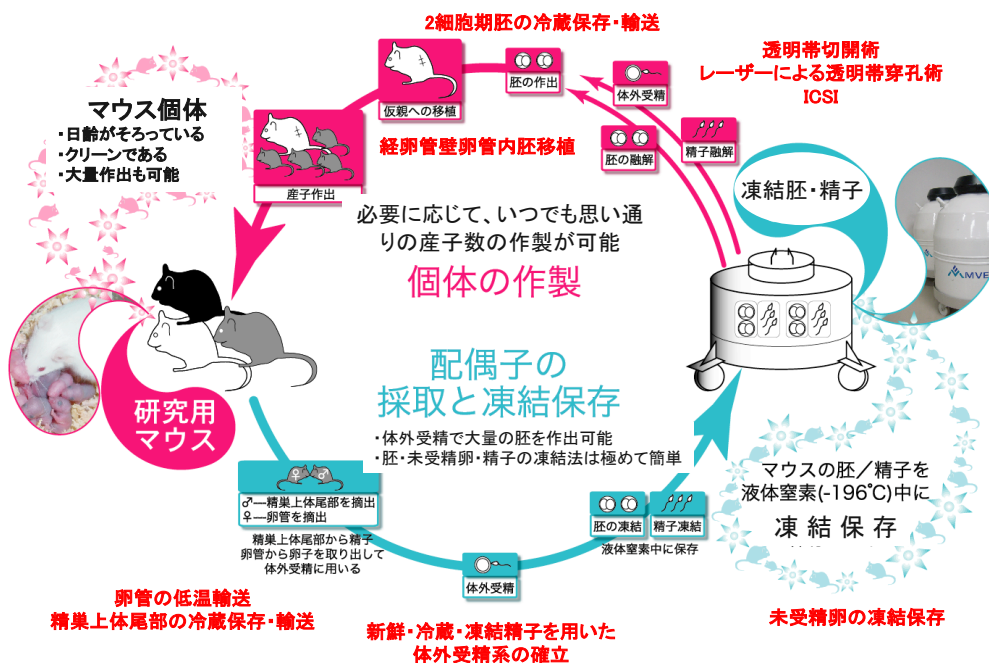 2細胞期胚の冷蔵保存・輸送
透明帯切開術
レーザーによる透明帯穿孔術
ICSI
胚の作出
体外受精
仮親への移植
経卵管壁卵管内胚移植
胚の融解
精子融解
マウス個体
・日齢がそろっている
・クリーンである
・大量作出も可能
産子作出
凍結胚・精子
MVE
必要に応じて、いつでも思い通
りの産子数の作製が可能
個体の作製
研究用
マウス
配偶子の
採取と凍結保存
・体外受精で大量の胚を作出可能
・胚・未受精卵・精子の凍結法は極めて簡単
♀
♂
♂―精巣上体尾部を摘出
♀―卵管を摘出
精巣上体尾部から精子
卵管から卵子を取り出して
体外受精に用いる
体外受精
胚の凍結
精子凍結
液体窒素中に保存
マウスの胚／精子を
液体窒素(-196℃)中に
凍結保存
卵管の低温輸送
精巣上体尾部の冷蔵保存・輸送
新鮮・冷蔵・凍結精子を用いた
体外受精系の確立
未受精卵の凍結保存